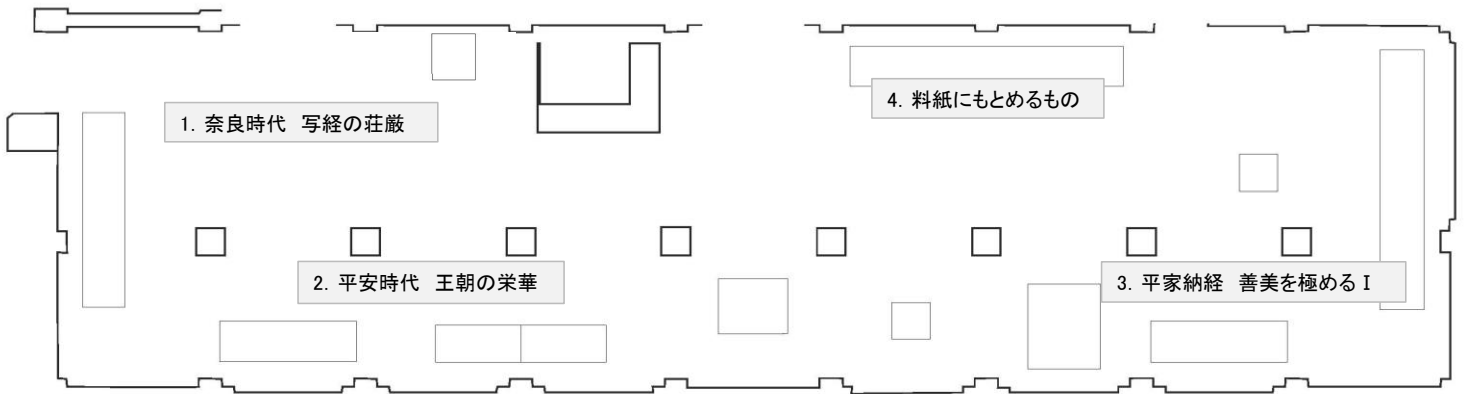 1. 奈良時代　写経の荘厳
2. 平安時代　王朝の栄華
3. 平家納経　善美を極めるⅠ
4. 料紙にもとめるもの